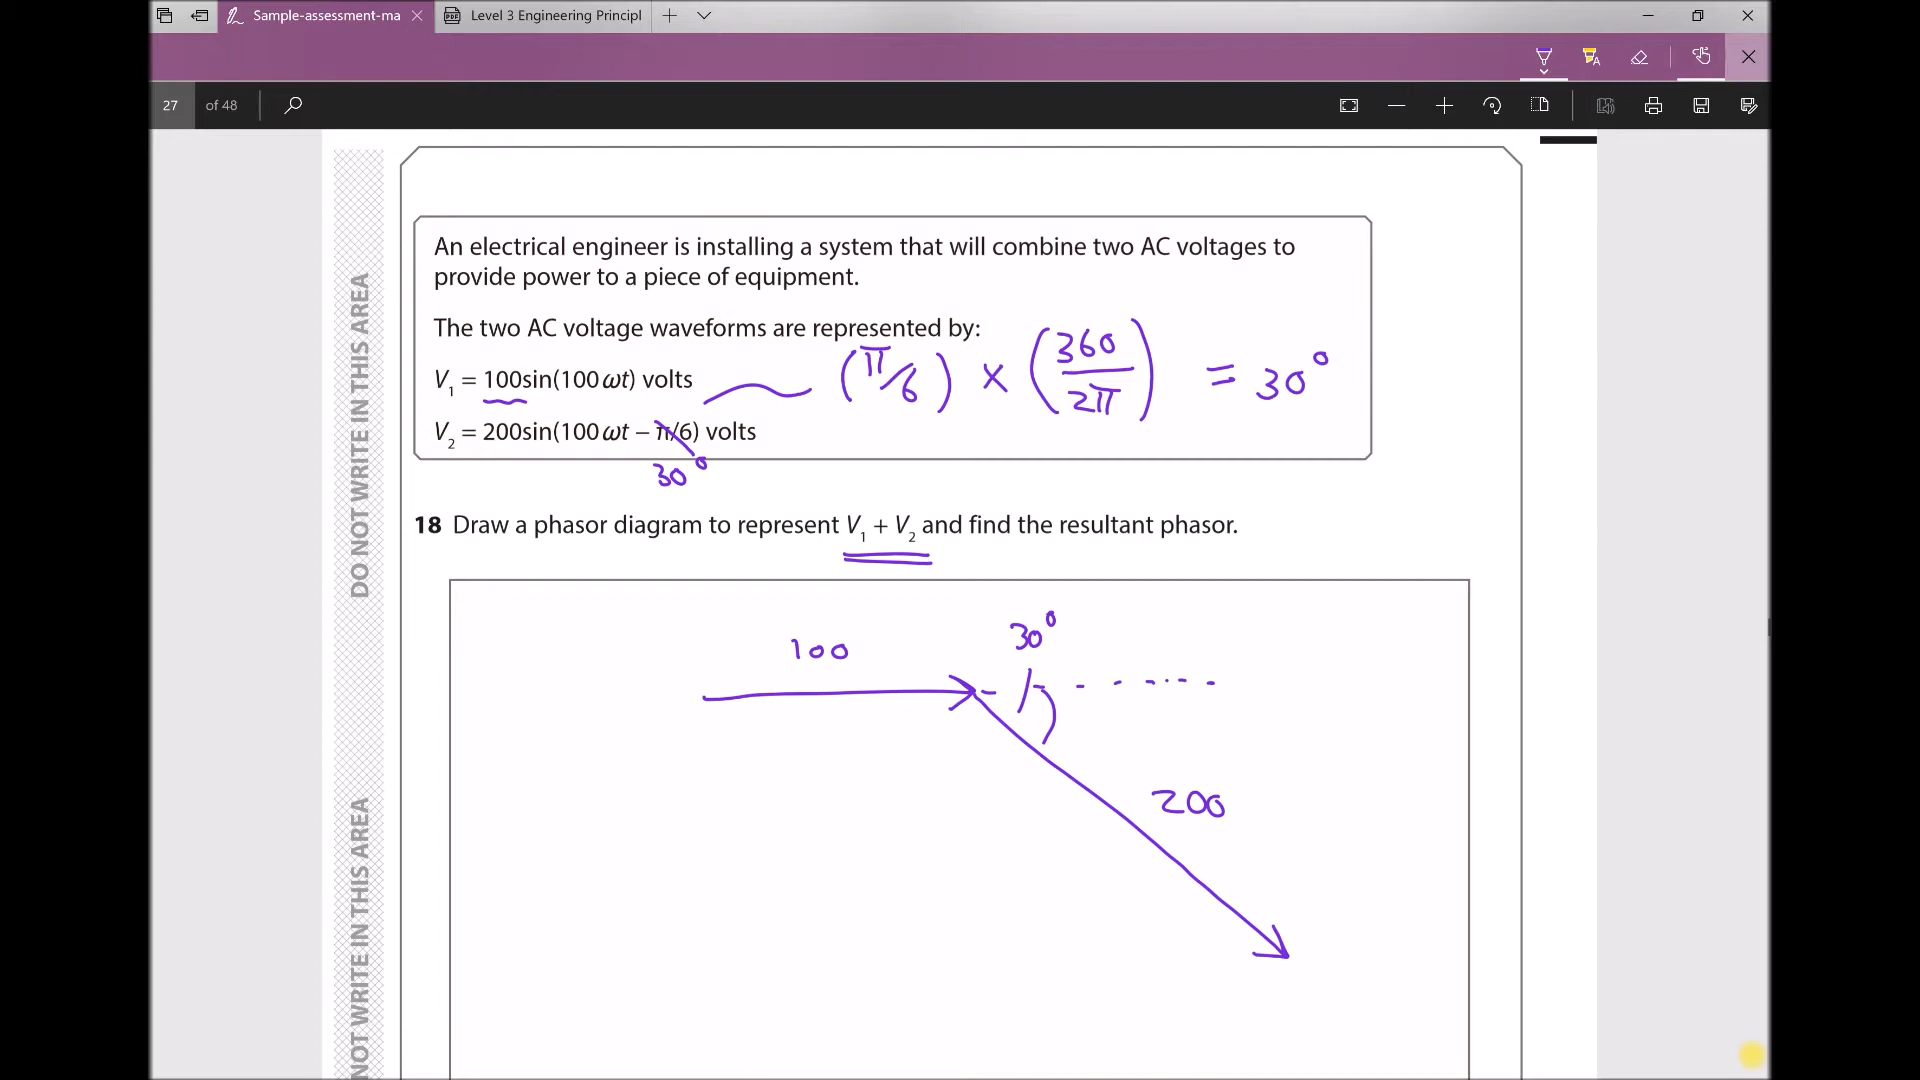 Sample-assessment-ma
Level 3 Engineering Principl
27 of 48
DO NOT WRITE IN THIS AREA
NOT WRITE IN THIS AREA
An electrical engineer is installing a system that will combine two AC voltages to
provide power to a piece of equipment.
The two AC voltage waveforms are represented by:
V₁ = 100sin(100ωt) volts
(π/6) × (360/2π) = 30°
V₂ = 200sin(100ωt − π/6) volts
30°
18 Draw a phasor diagram to represent V₁ + V₂ and find the resultant phasor.
100
30°
200